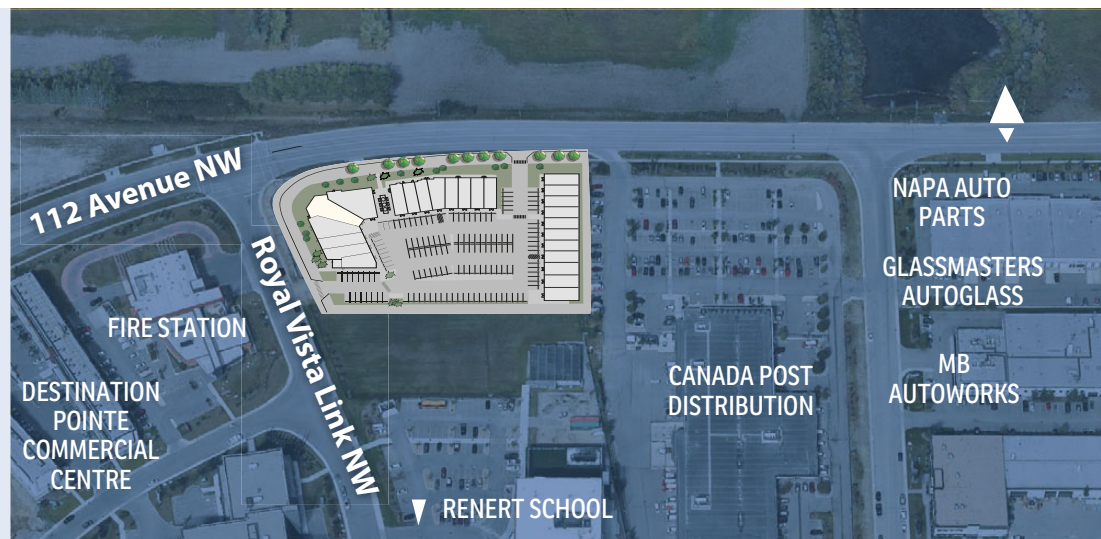 112 Avenue NW
Royal Vista Link NW
NAPA AUTO
PARTS
GLASSMASTERS
AUTOGLASS
FIRE STATION
MB
AUTOWORKS
CANADA POST
DISTRIBUTION
DESTINATION
POINTE
COMMERCIAL
CENTRE
RENERT SCHOOL